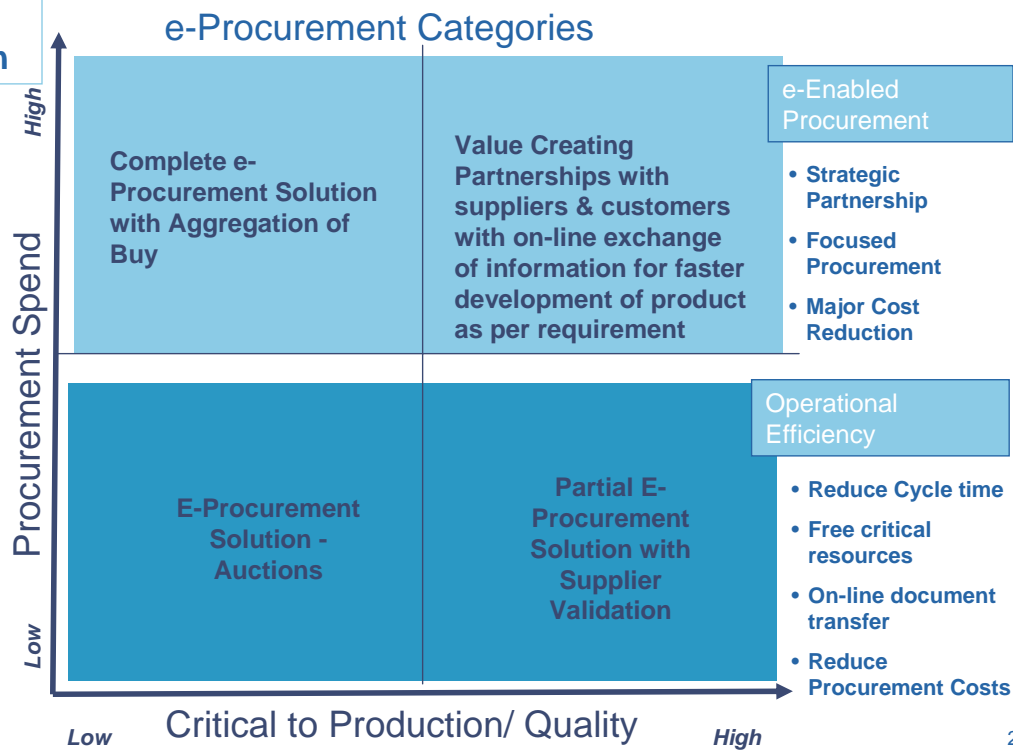 e-Procurement Categories
n
High
Procurement Spend
Low
Complete e-
Procurement Solution
with Aggregation of
Buy
Value Creating
Partnerships with
suppliers & customers
with on-line exchange
of information for faster
development of product
as per requirement
e-Enabled
Procurement
• Strategic
Partnership
• Focused
Procurement
• Major Cost
Reduction
E-Procurement
Solution -
Auctions
Partial E-
Procurement
Solution with
Supplier
Validation
Operational
Efficiency
• Reduce Cycle time
• Free critical
resources
• On-line document
transfer
• Reduce
Procurement Costs
Low
Critical to Production/ Quality
High
2